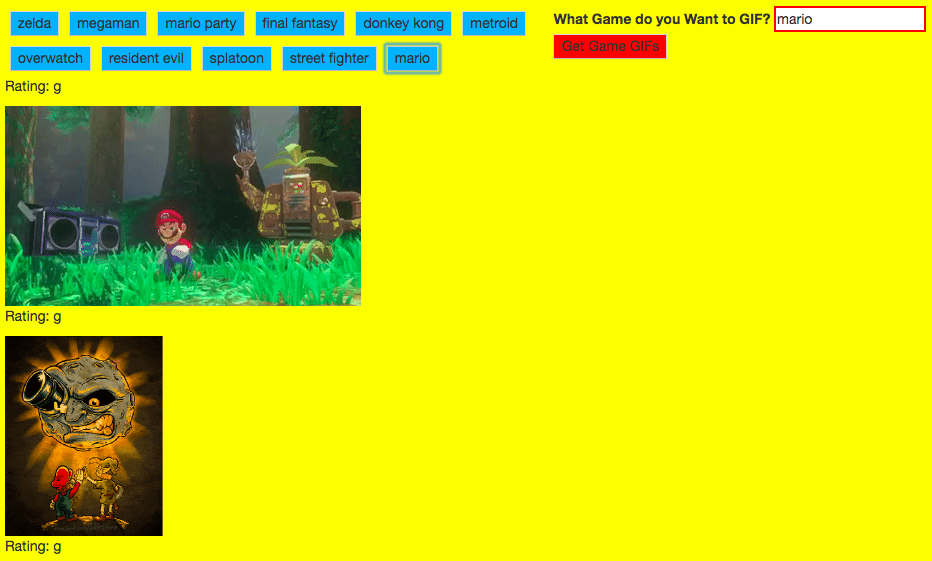 zelda megaman mario party final fantasy donkey kong metroid
overwatch resident evil splatoon street fighter mario
What Game do you Want to GIF? mario
Get Game GIFs
Rating: g
Rating: g
Rating: g